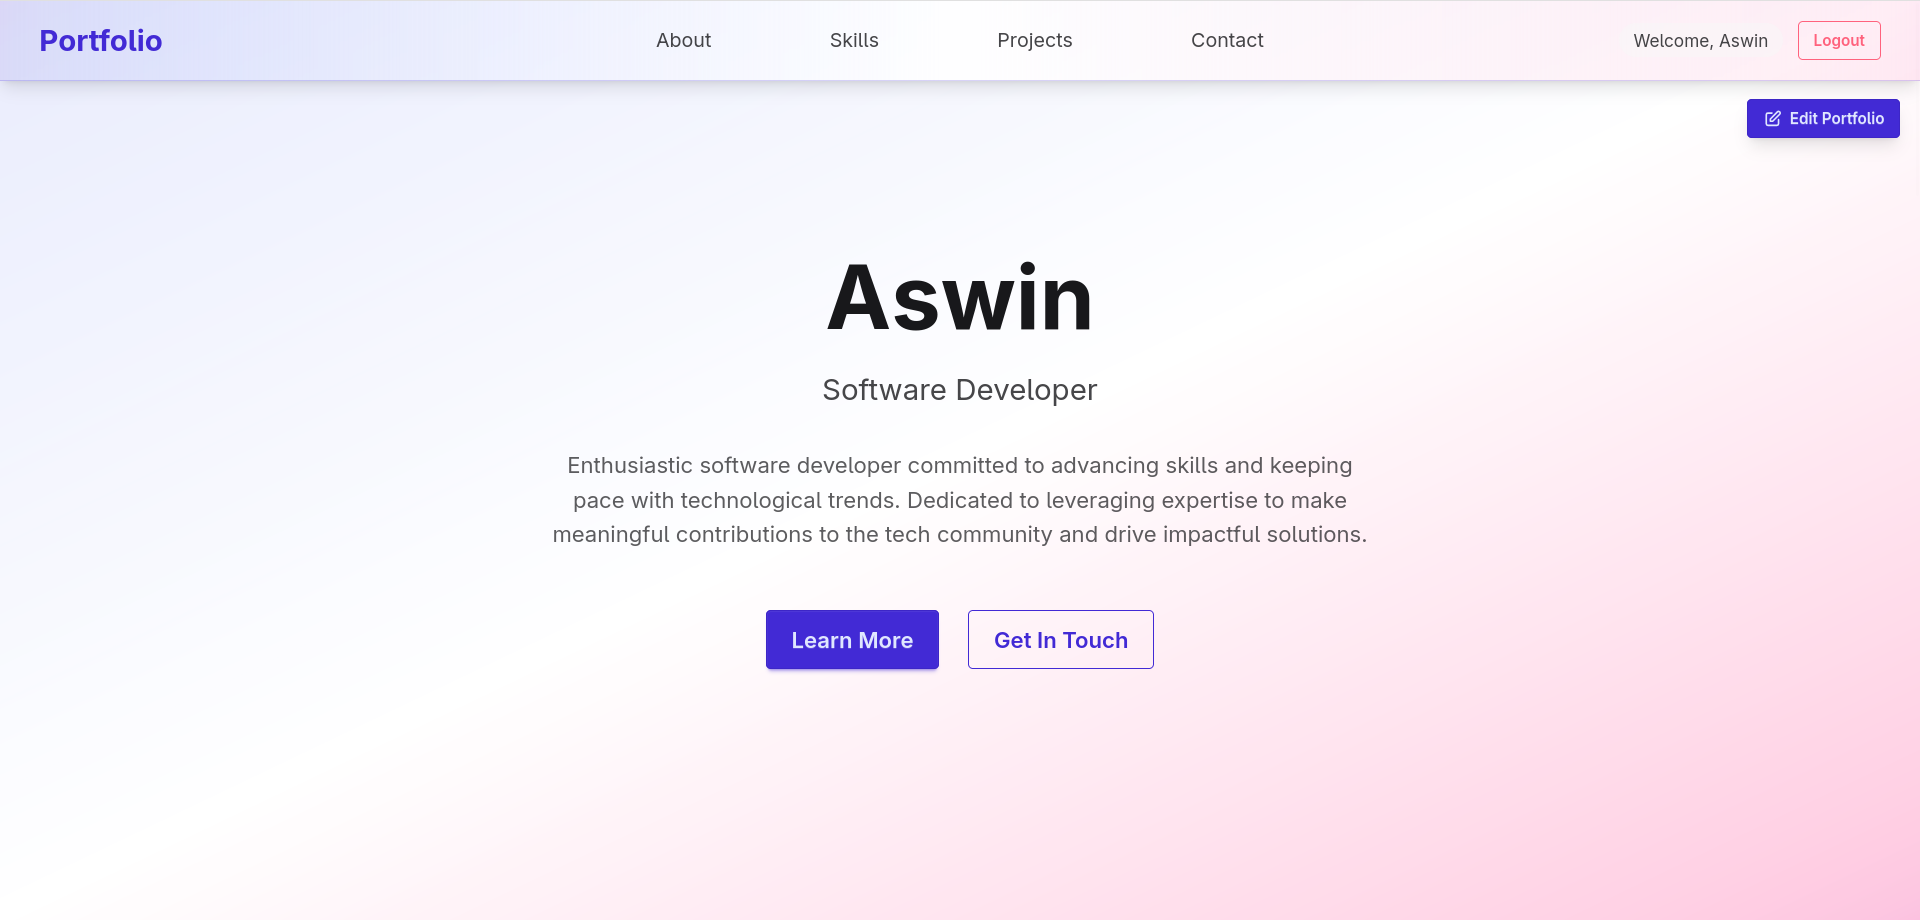 Portfolio
About
Skills
Projects
Contact
Welcome, Aswin
Logout
Edit Portfolio
Aswin
Software Developer
Enthusiastic software developer committed to advancing skills and keeping
pace with technological trends. Dedicated to leveraging expertise to make
meaningful contributions to the tech community and drive impactful solutions.
Learn More
Get In Touch